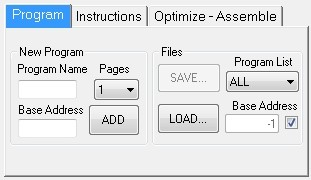 Program Instructions Optimize - Assemble
New Program
Program Name Pages
1
Base Address
ADD
Files
SAVE...
Program List
ALL
LOAD...
Base Address
-1